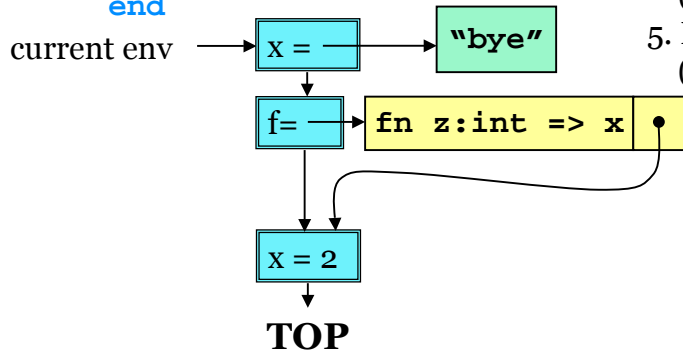 end
current env
x =
“bye”
5.
(
f=
fn z:int => x
x = 2
TOP